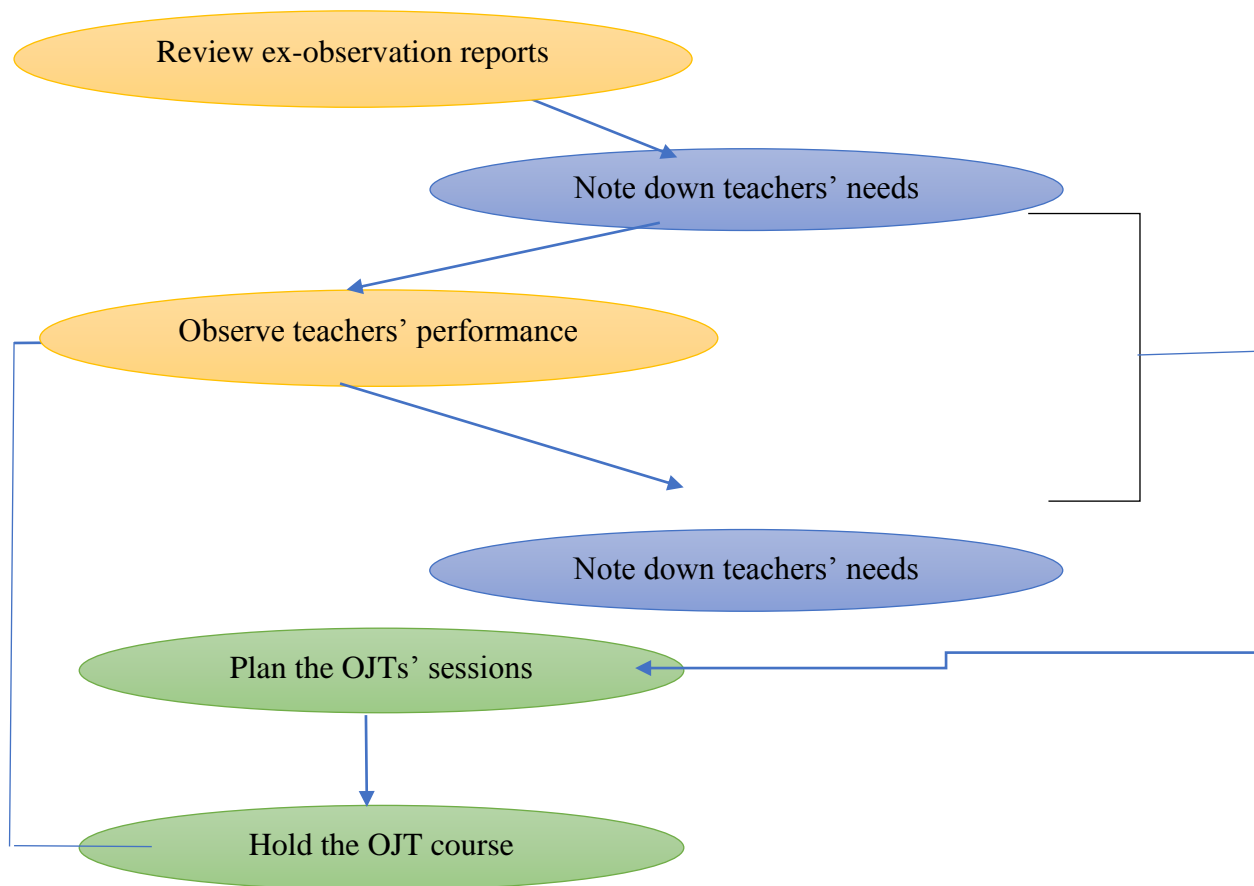 Review ex-observation reports
Note down teachers’ needs
Observe teachers’ performance
Note down teachers’ needs
Plan the OJTs’ sessions
Hold the OJT course